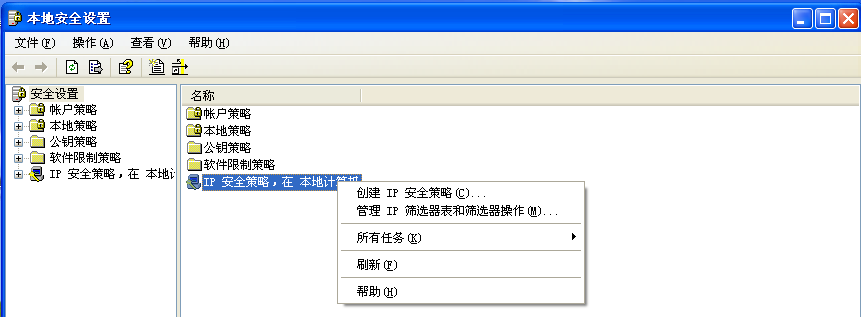 本地安全设置
文件(F) 操作(A) 查看(V) 帮助(H)
安全设置
帐户策略
本地策略
公钥策略
软件限制策略
IP 安全策略，在 本地计
名称
帐户策略
本地策略
公钥策略
软件限制策略
IP 安全策略，在 本地计算机
创建 IP 安全策略(C)...
管理 IP 筛选器表和筛选器操作(M)...
所有任务(K)
刷新(F)
帮助(H)